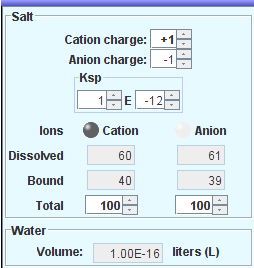 Salt
Cation charge: +1
Anion charge: -1
Ksp
1 E -12
Ions Cation Anion
Dissolved 60 61
Bound 40 39
Total 100 100
Water
Volume: 1.00E-16 liters (L)